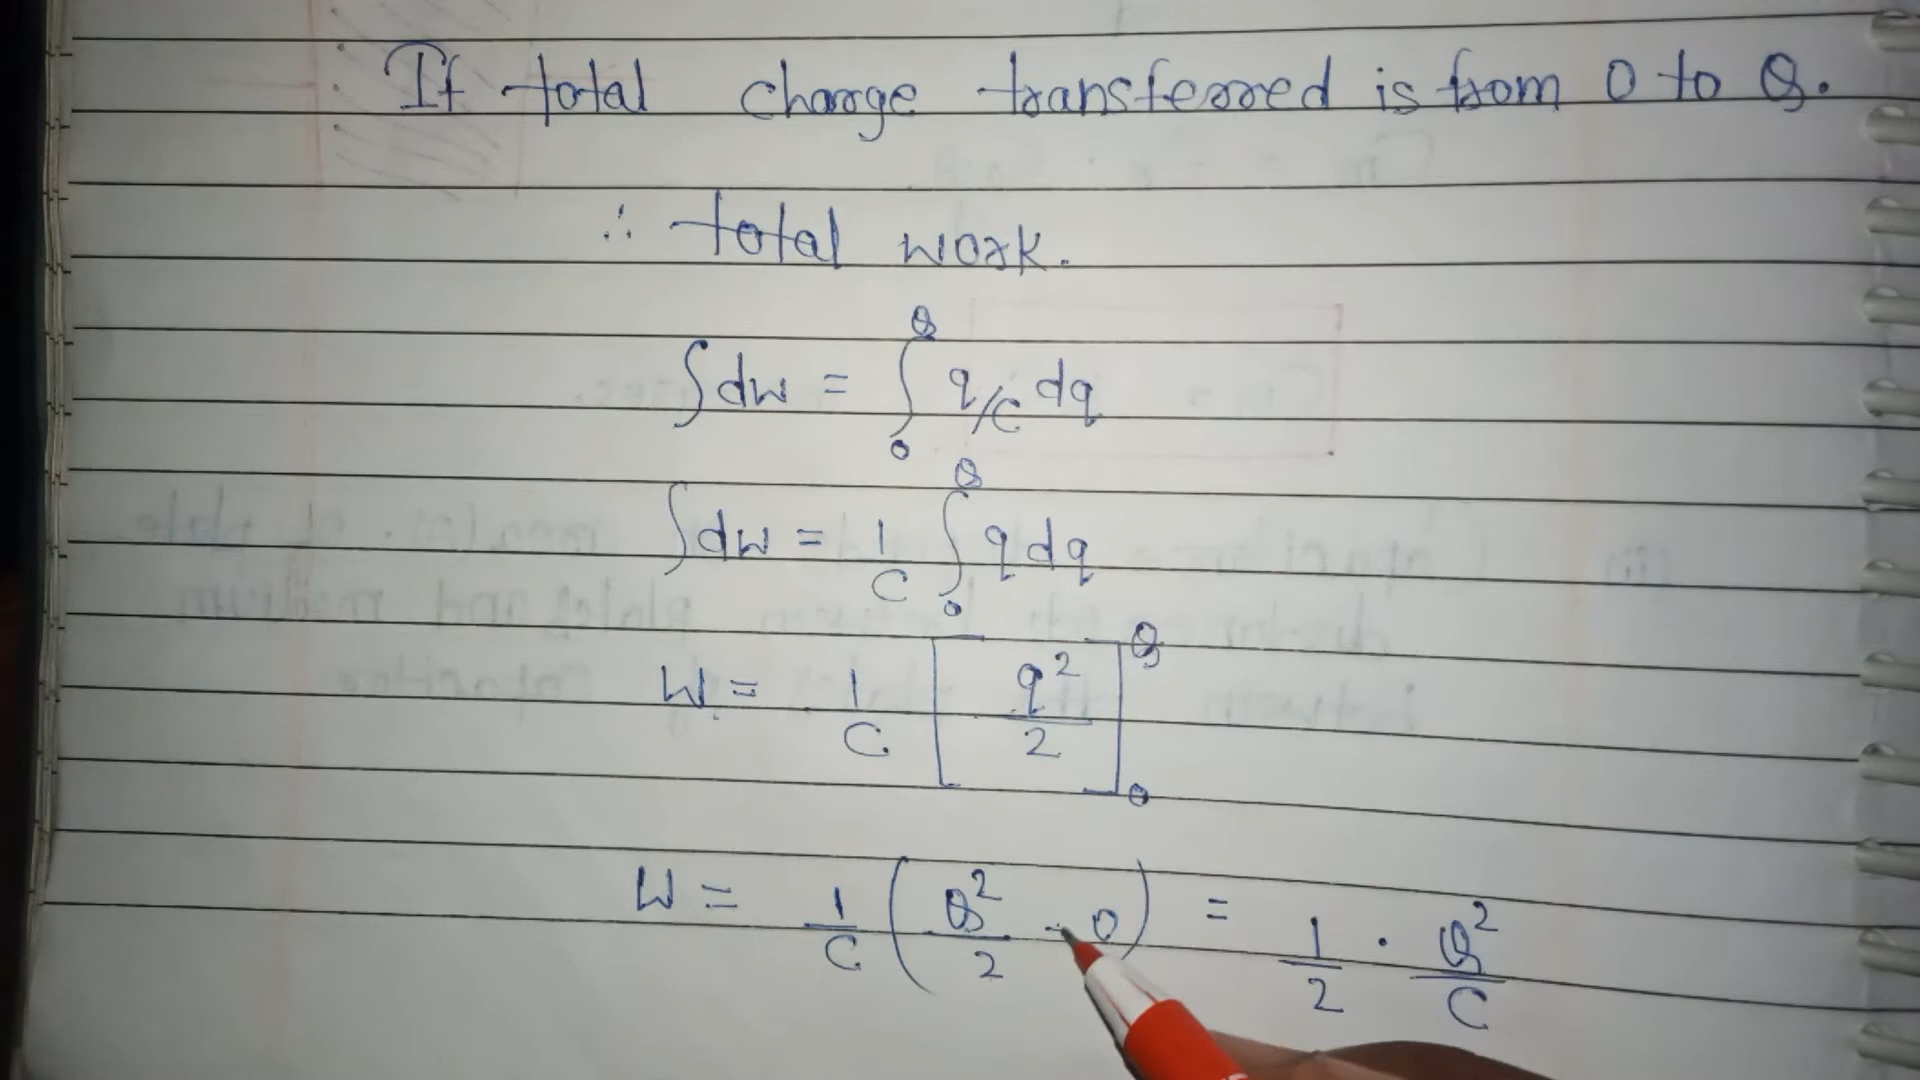 If total charge transferred is from 0 to Q.
∴ total work.
∫dw = ∫₀^Q q/C dq
∫dw = 1/C ∫₀^Q q dq
W = 1/C [q²/2]₀^Q
W = 1/C (Q²/2 - 0) = 1/2 · Q²/C